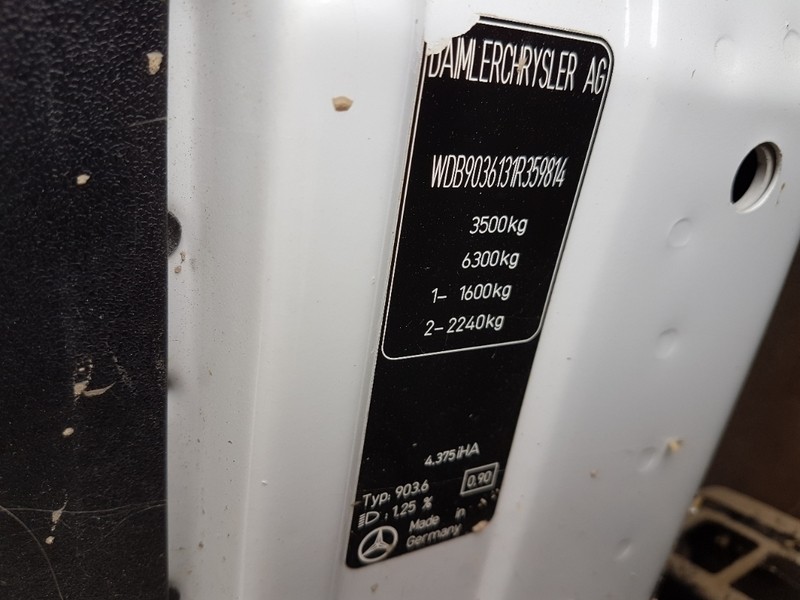 DAIMLERCHRYSLER AG
WDB9036131R359814
3500kg
6300kg
1- 1600kg
2- 2240kg
4.375iHA
Typ: 903.6
0.90
: 1,25 %
Made in
Germany